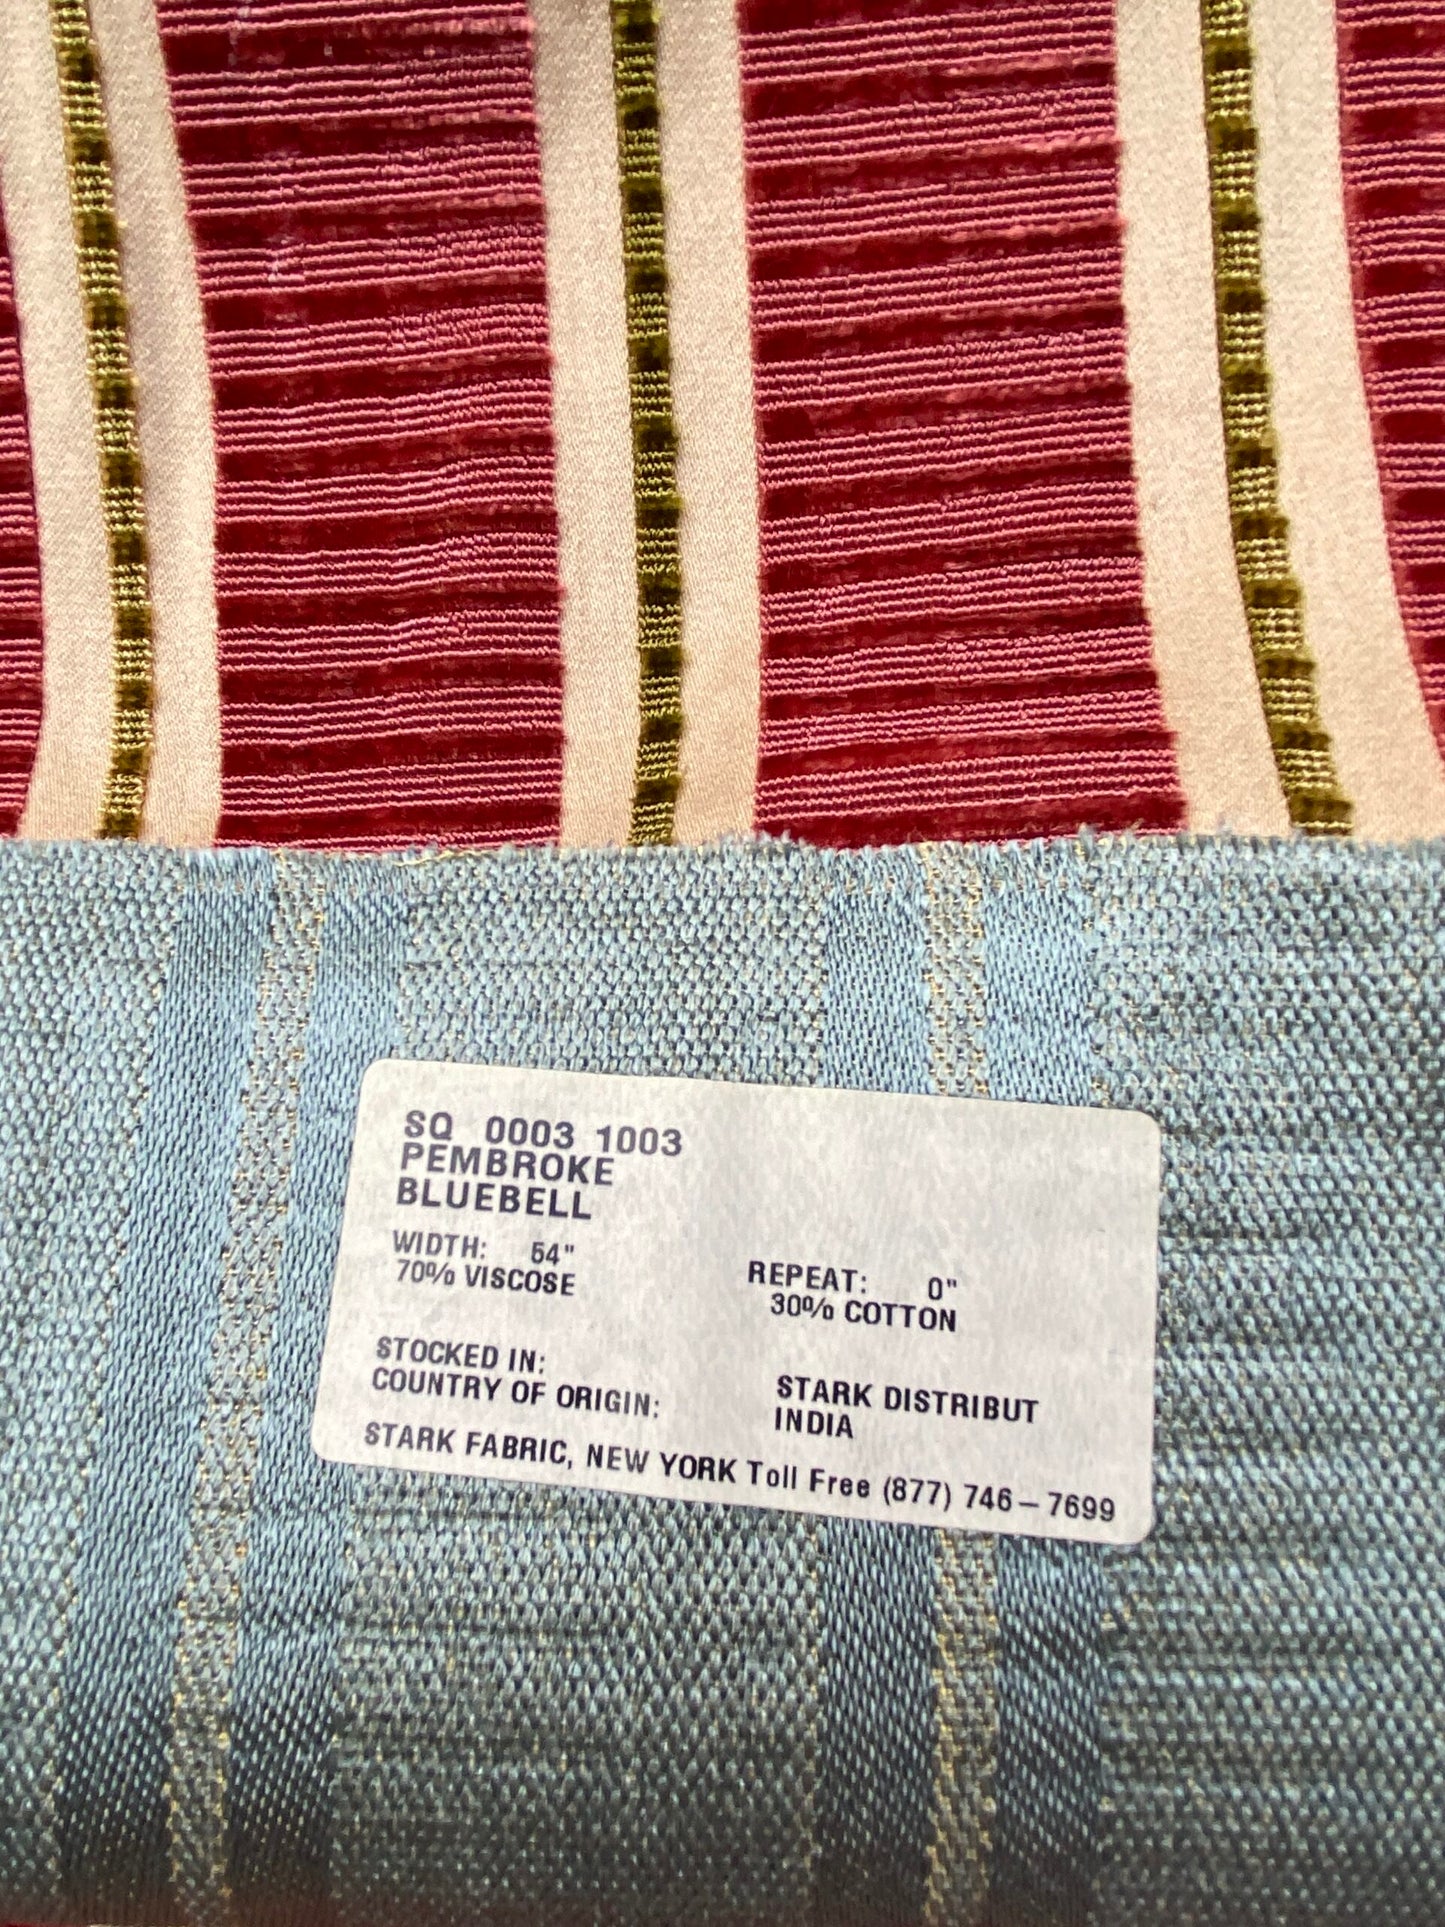 SQ 0003 1003
PEMBROKE
BLUEBELL
WIDTH: 54" REPEAT: 0"
70% VISCOSE 30% COTTON
STOCKED IN: STARK DISTRIBUT
COUNTRY OF ORIGIN: INDIA
STARK FABRIC, NEW YORK Toll Free (877) 746-7699